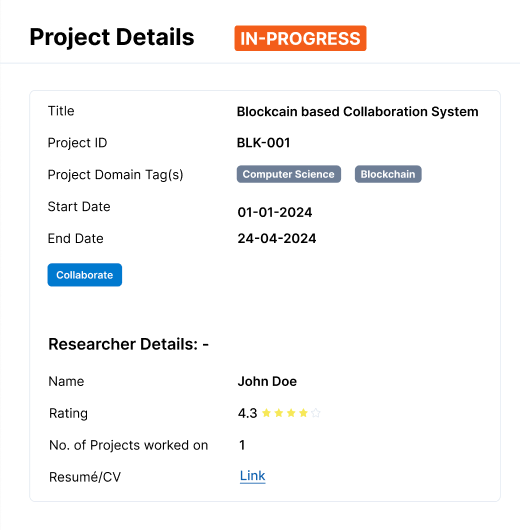 Project Details IN-PROGRESS
Title Blockcain based Collaboration System
Project ID BLK-001
Project Domain Tag(s) Computer Science Blockchain
Start Date 01-01-2024
End Date 24-04-2024
Collaborate
Researcher Details: -
Name John Doe
Rating 4.3
No. of Projects worked on 1
Resumé/CV Link